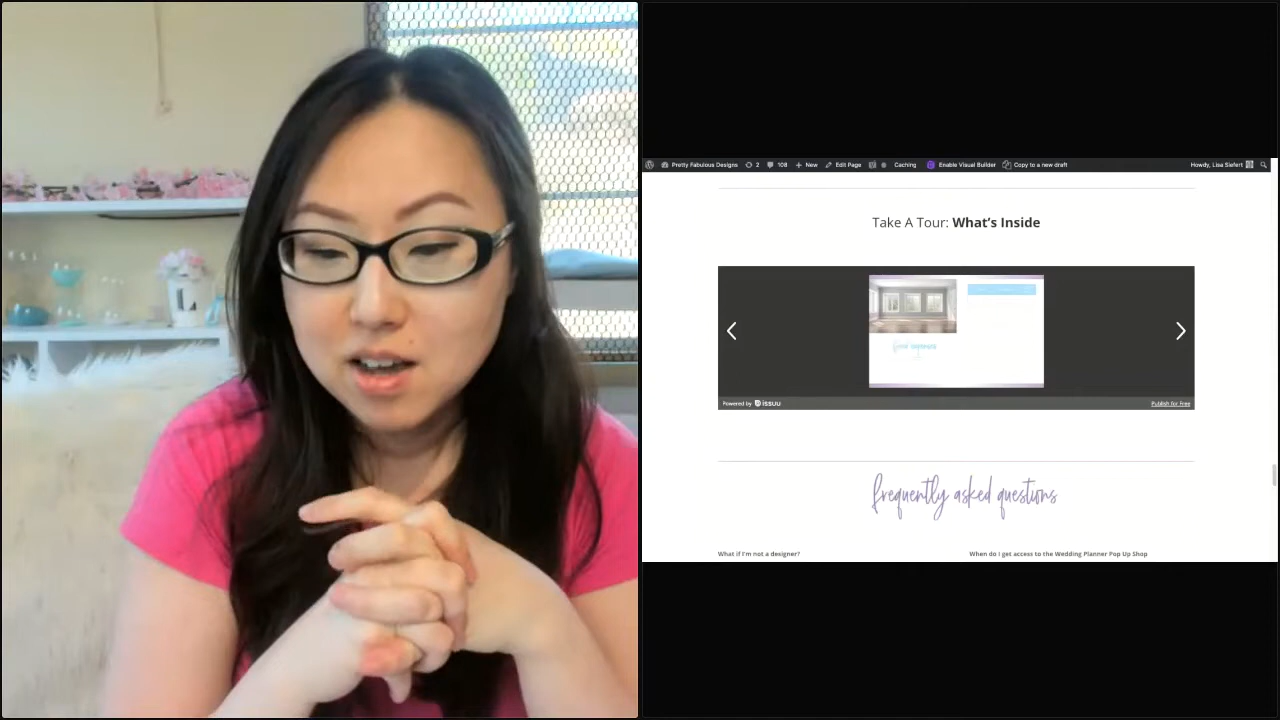 Pretty Fabulous Designs 2 108 New Edit Page Caching Enable Visual Builder Copy to a new draft Howdy, Lisa Siefert
Take A Tour: What's Inside
Powered by issuu Publish for Free
frequently asked questions
What if I'm not a designer? When do I get access to the Wedding Planner Pop Up Shop
L